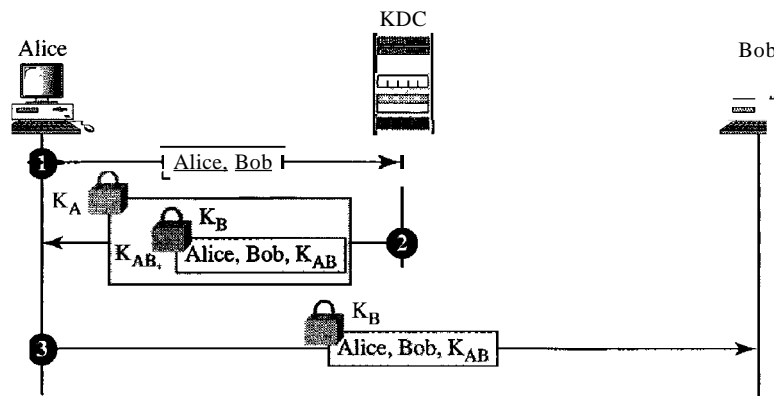 KDC
Alice
Bob
1
Alice, Bob
K_A
K_B
2
K_AB,
Alice, Bob, K_AB
K_B
3
Alice, Bob, K_AB